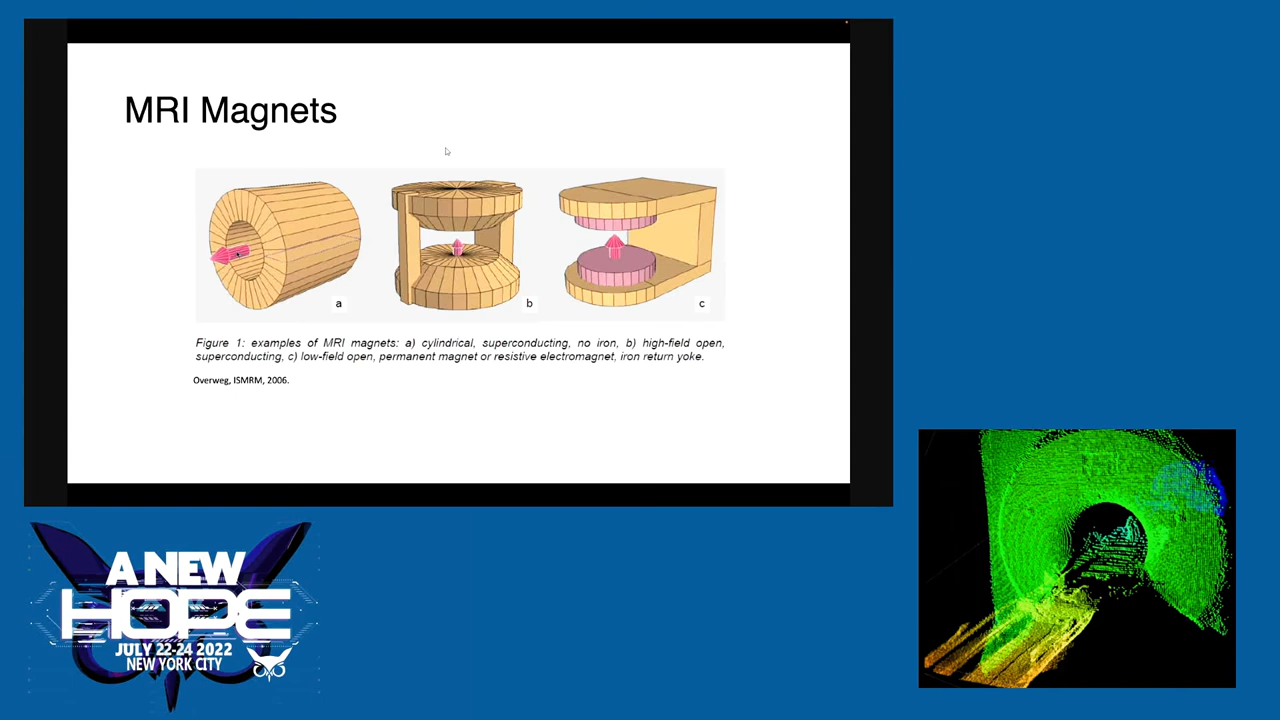 MRI Magnets
a
b
c
Figure 1: examples of MRI magnets: a) cylindrical, superconducting, no iron, b) high-field open,
superconducting, c) low-field open, permanent magnet or resistive electromagnet, iron return yoke.
Overweg, ISMRM, 2006.
A NEW
HOPE
JULY 22-24 2022
NEW YORK CITY